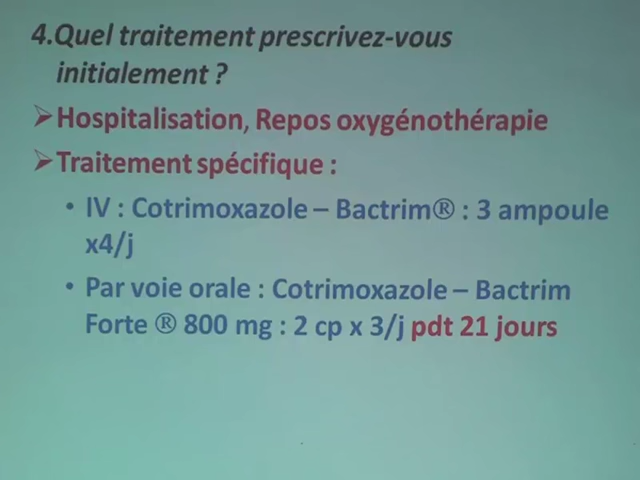 4.Quel traitement prescrivez-vous
initialement ?
➢Hospitalisation, Repos oxygénothérapie
➢Traitement spécifique :
• IV : Cotrimoxazole – Bactrim® : 3 ampoule
x4/j
• Par voie orale : Cotrimoxazole – Bactrim
Forte ® 800 mg : 2 cp x 3/j pdt 21 jours